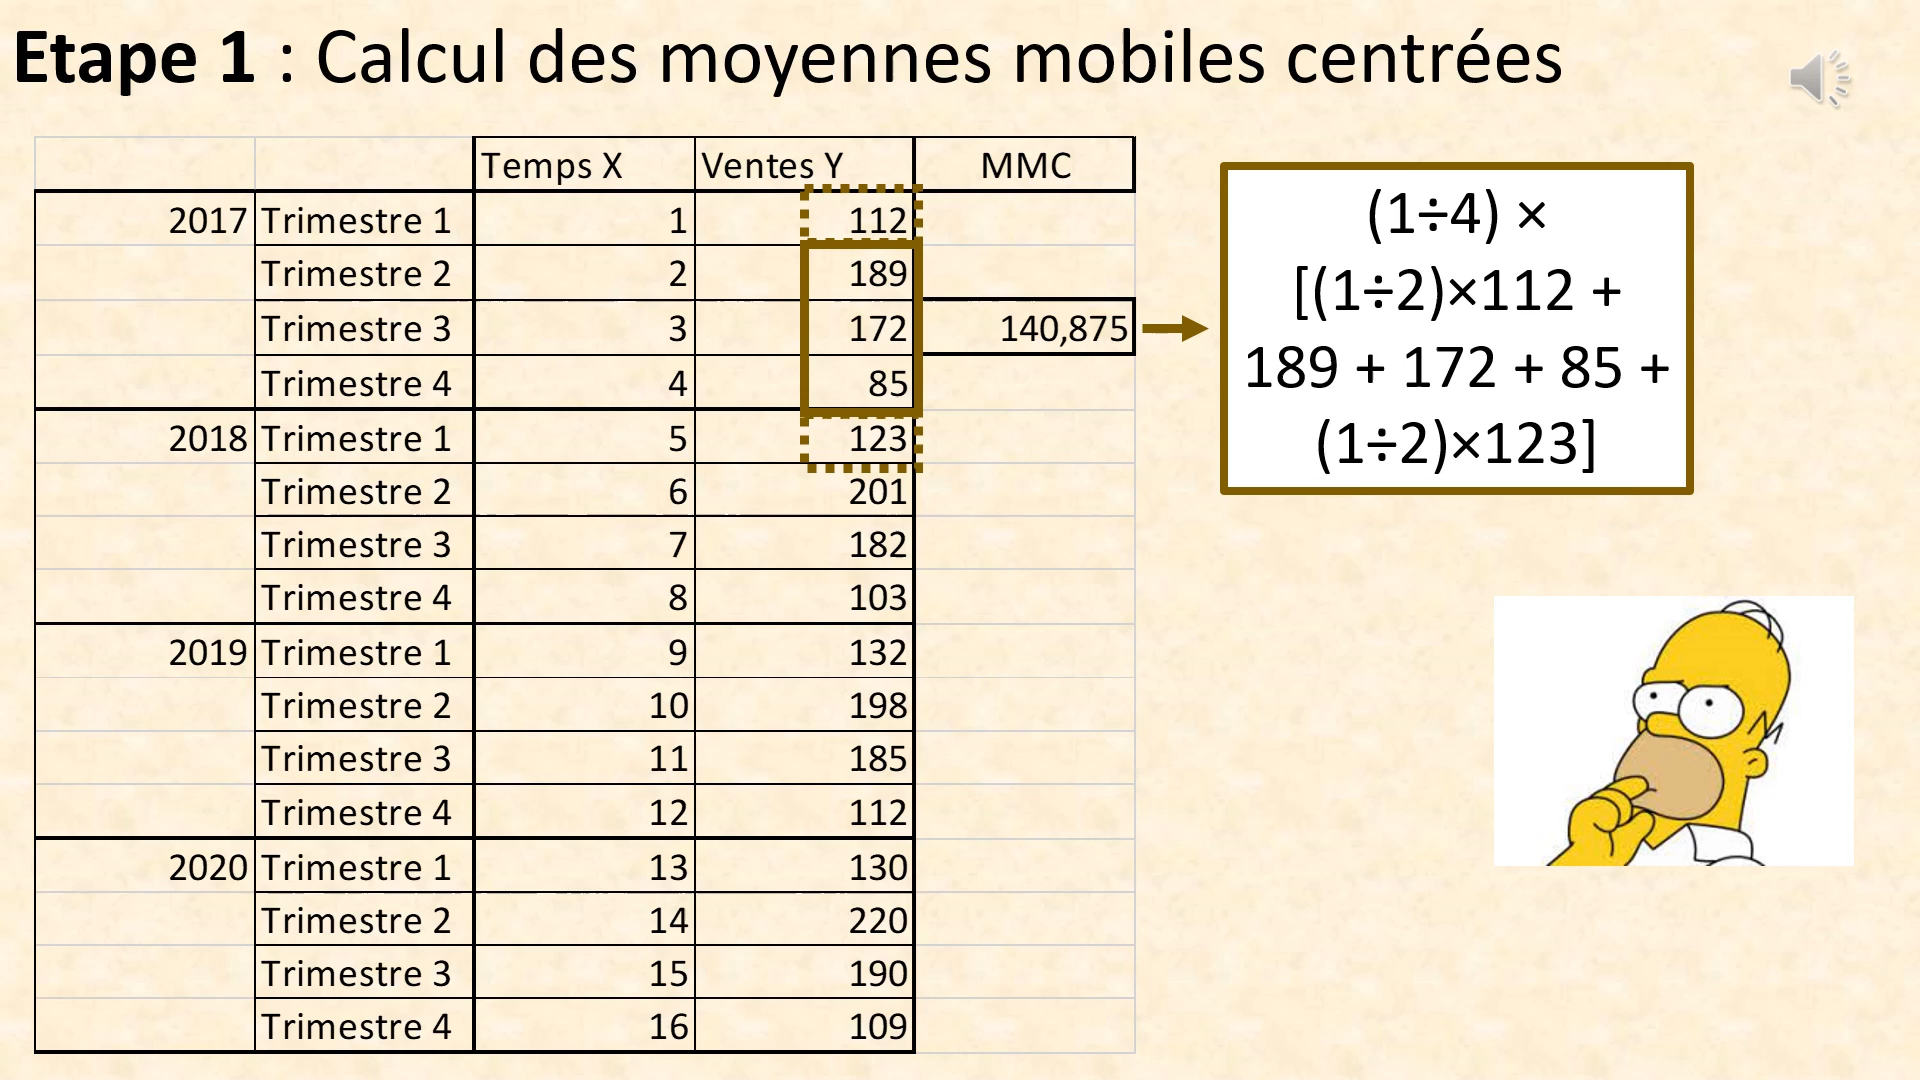 Etape 1 : Calcul des moyennes mobiles centrées
Temps X Ventes Y MMC
2017 Trimestre 1 1 112
Trimestre 2 2 189
Trimestre 3 3 172 140,875
Trimestre 4 4 85
2018 Trimestre 1 5 123
Trimestre 2 6 201
Trimestre 3 7 182
Trimestre 4 8 103
2019 Trimestre 1 9 132
Trimestre 2 10 198
Trimestre 3 11 185
Trimestre 4 12 112
2020 Trimestre 1 13 130
Trimestre 2 14 220
Trimestre 3 15 190
Trimestre 4 16 109
(1÷4) ×
[(1÷2)×112 +
189 + 172 + 85 +
(1÷2)×123]